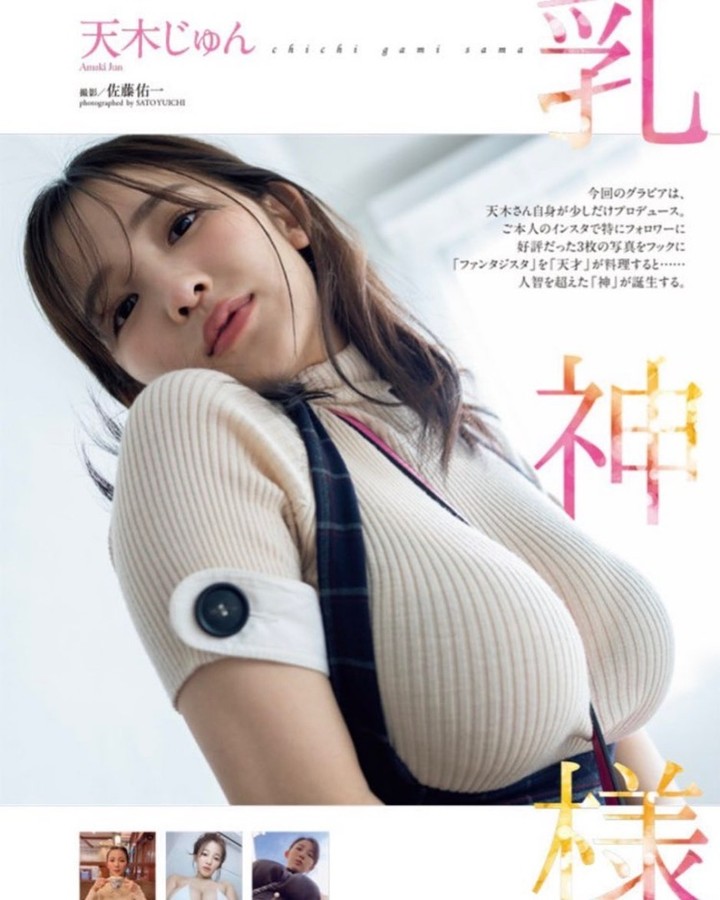 天木じゅん
Amaki Jun
chichi gami sama
撮影／佐藤佑一
photographed by SATO YUICHI
乳神様
今回のグラビアは、
天木さん自身が少しだけプロデュース。
ご本人のインスタで特にフォロワーに
好評だった3枚の写真をフックに
「ファンタジスタ」を「天才」が料理すると……
人智を超えた「神」が誕生する。